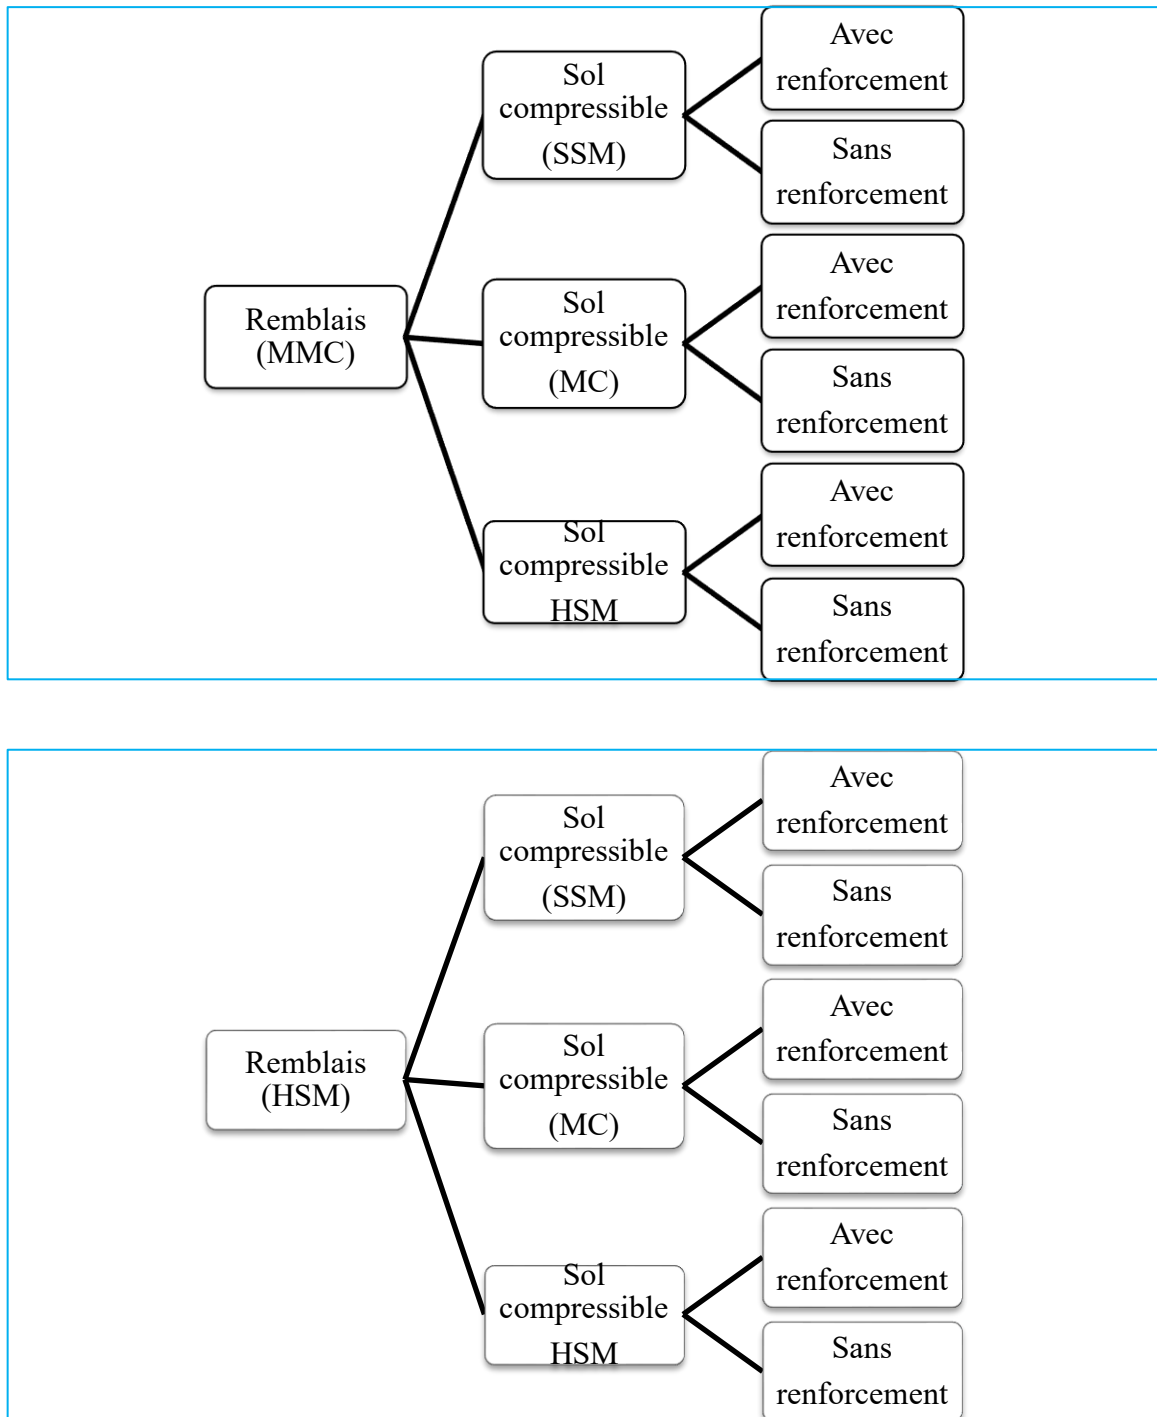 Remblais
(MMC)
Sol
compressible
(SSM)
Avec
renforcement
Sans
renforcement
Sol
compressible
(MC)
Avec
renforcement
Sans
renforcement
Sol
compressible
HSM
Avec
renforcement
Sans
renforcement
Remblais
(HSM)
Sol
compressible
(SSM)
Avec
renforcement
Sans
renforcement
Sol
compressible
(MC)
Avec
renforcement
Sans
renforcement
Sol
compressible
HSM
Avec
renforcement
Sans
renforcement